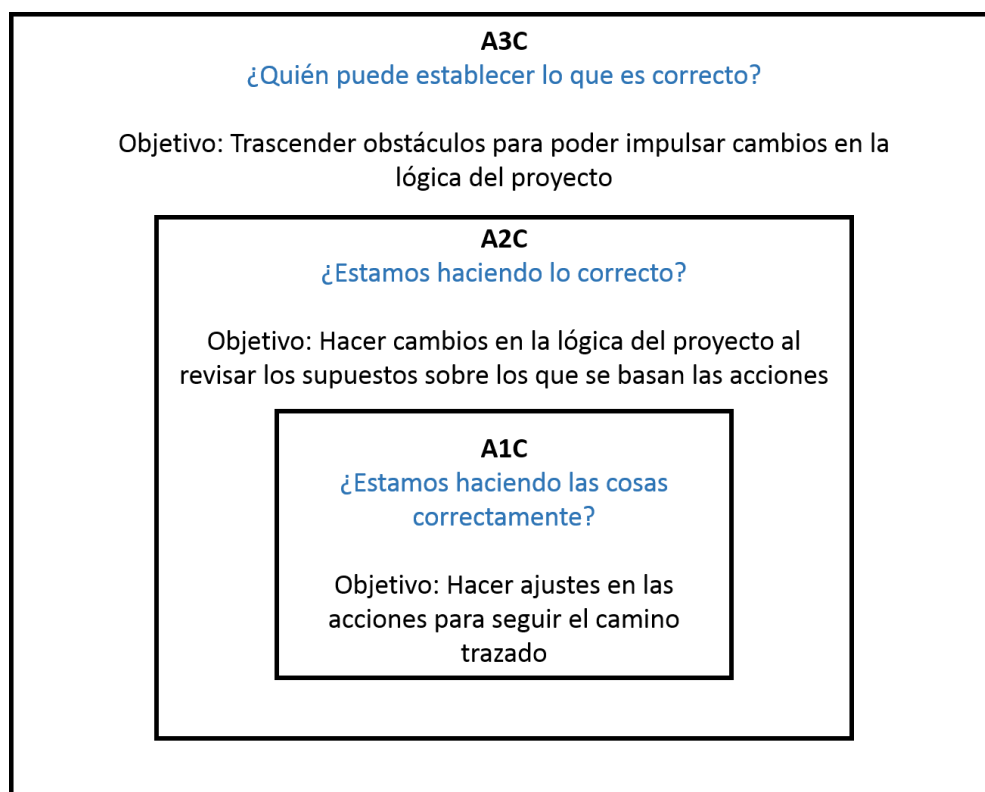 A3C
¿Quién puede establecer lo que es correcto?
Objetivo: Trascender obstáculos para poder impulsar cambios en la
lógica del proyecto
A2C
¿Estamos haciendo lo correcto?
Objetivo: Hacer cambios en la lógica del proyecto al
revisar los supuestos sobre los que se basan las acciones
A1C
¿Estamos haciendo las cosas
correctamente?
Objetivo: Hacer ajustes en las
acciones para seguir el camino
trazado